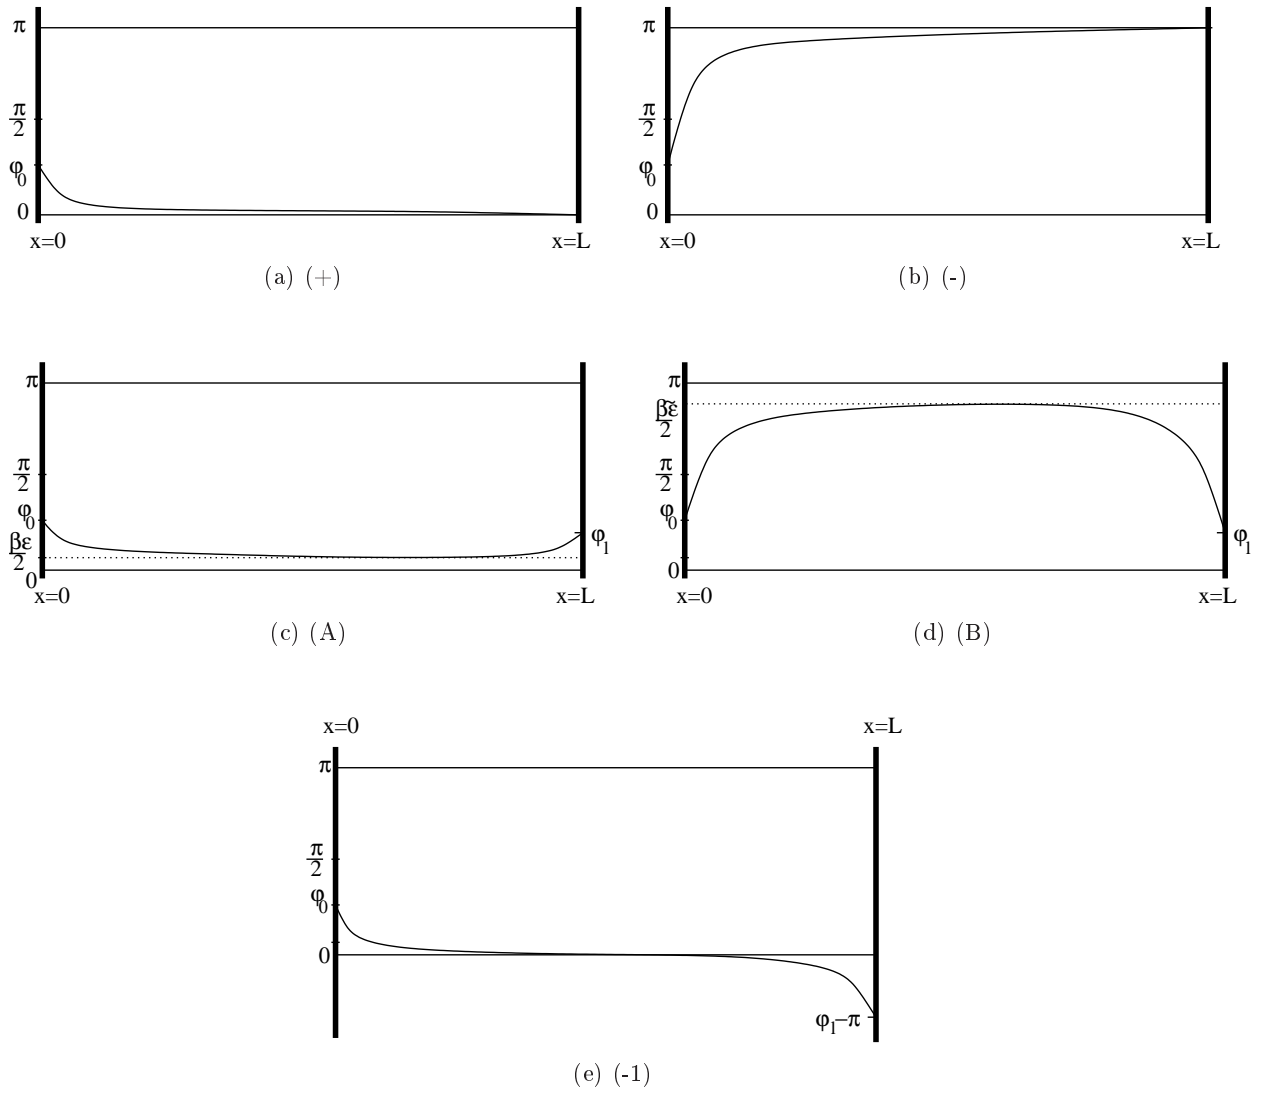 π
π/2
φ0
0
x=0
x=L
(a) (+)
π
π/2
φ0
0
x=0
x=L
(b) (-)
π
π/2
φ0
βε/2
0
φl
x=0
x=L
(c) (A)
π
βε̃/2
π/2
φ0
0
φl
x=0
x=L
(d) (B)
x=0
x=L
π
π/2
φ0
0
φl−π
(e) (-1)